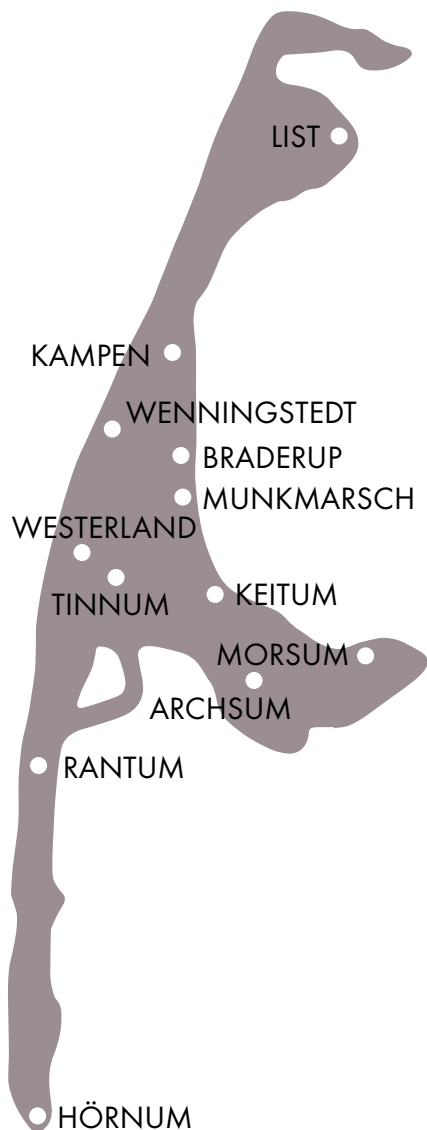 LIST
KAMPEN
WENNINGSTEDT
BRADERUP
MUNKMARSCH
WESTERLAND
TINNUM
KEITUM
MORSUM
ARCHSUM
RANTUM
HÖRNUM